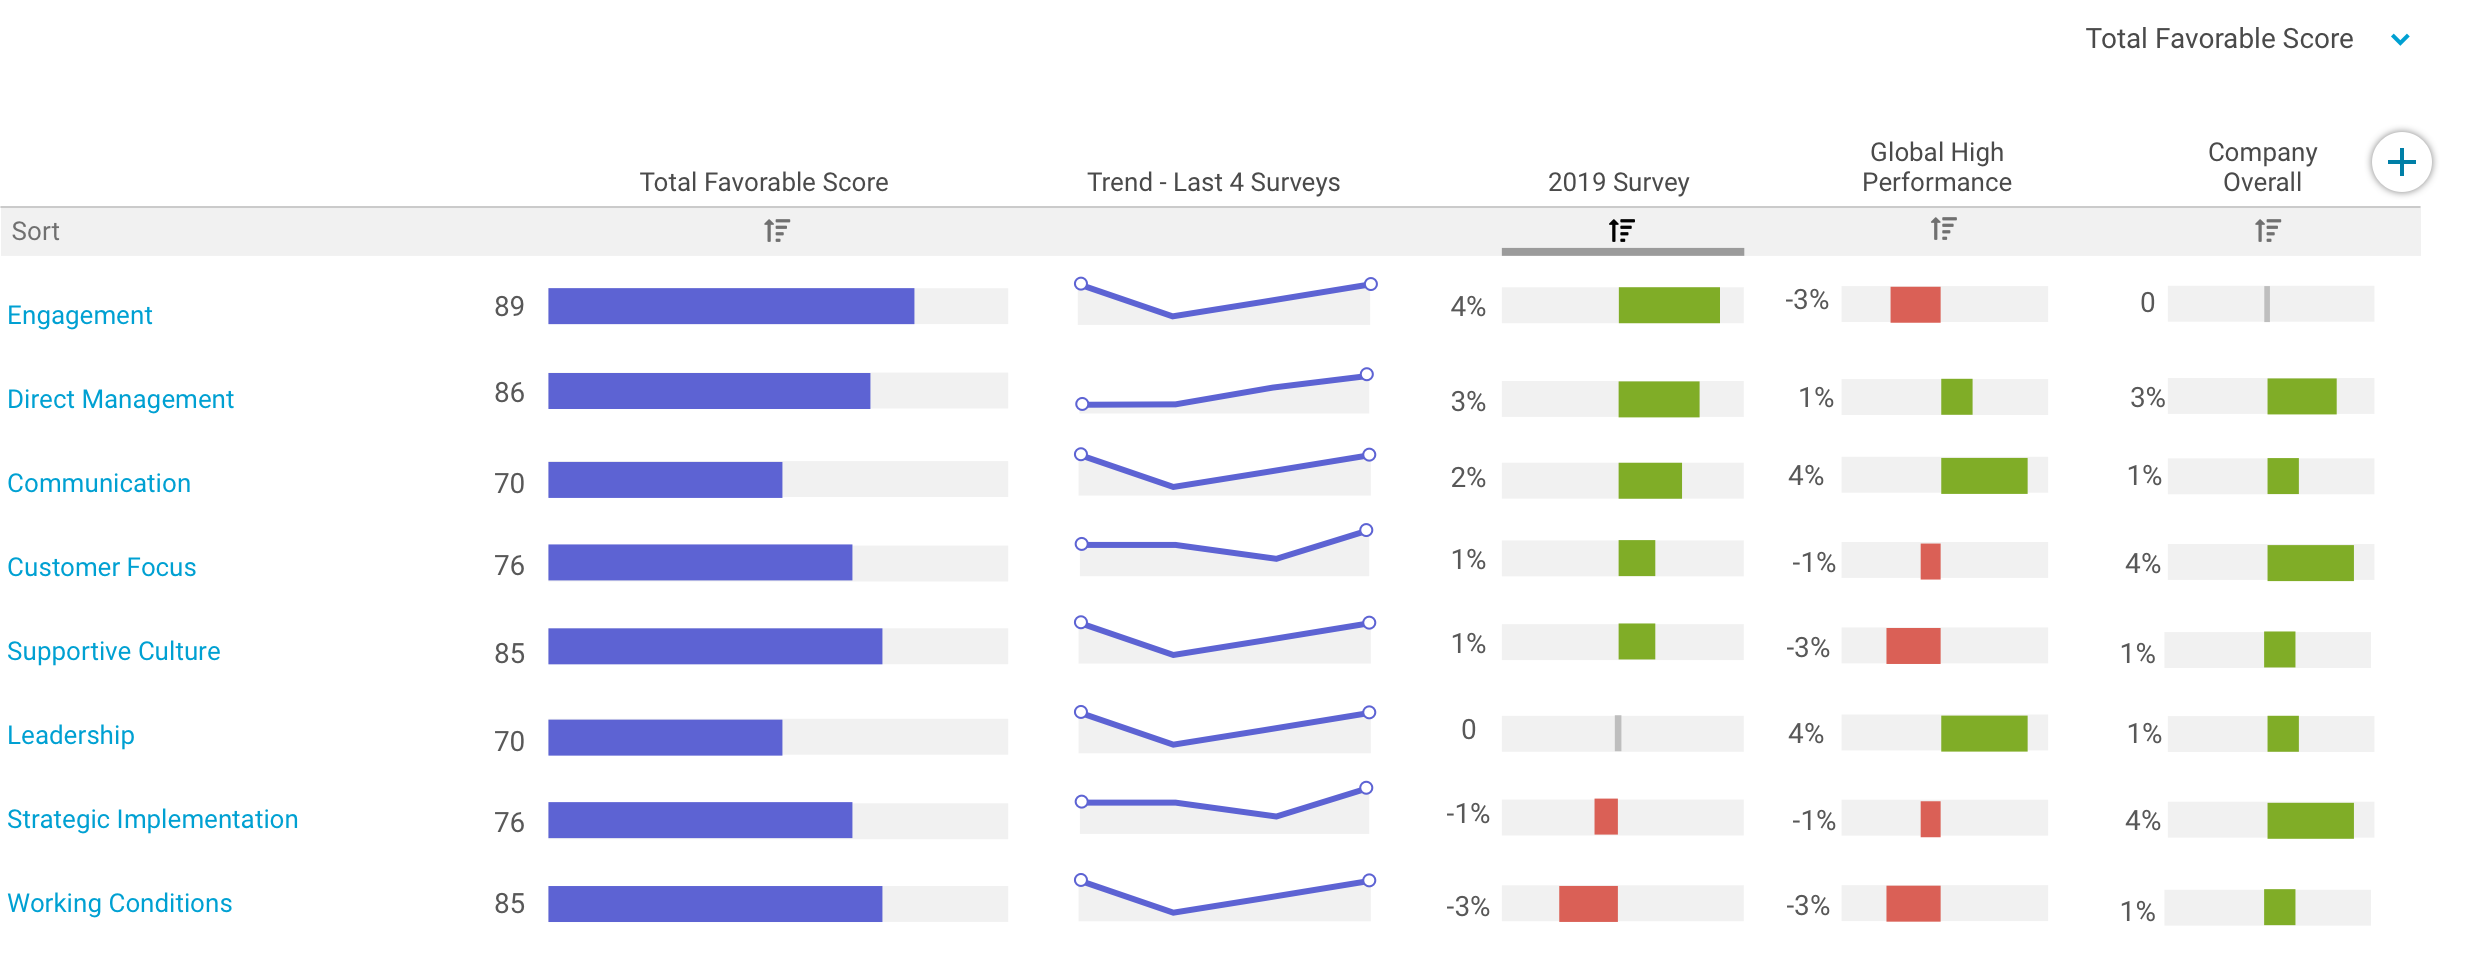 Total Favorable Score
Total Favorable Score
Trend - Last 4 Surveys
2019 Survey
Global High
Performance
Company
Overall
Sort
Engagement 89 4% -3% 0
Direct Management 86 3% 1% 3%
Communication 70 2% 4% 1%
Customer Focus 76 1% -1% 4%
Supportive Culture 85 1% -3% 1%
Leadership 70 0 4% 1%
Strategic Implementation 76 -1% -1% 4%
Working Conditions 85 -3% -3% 1%